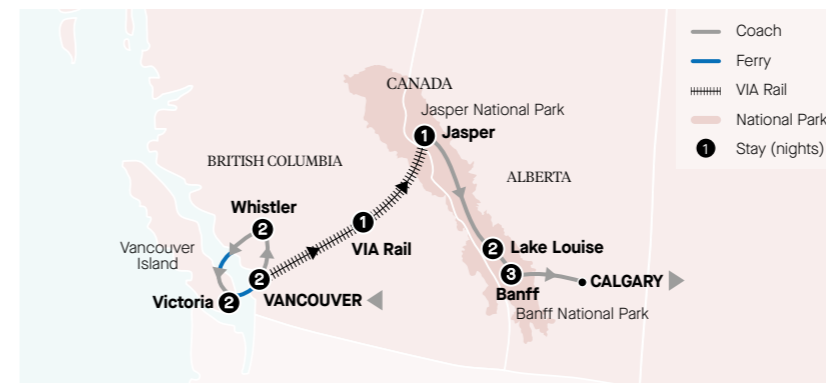 Coach
Ferry
VIA Rail
National Park
1 Stay (nights)
CANADA
Jasper National Park
1 Jasper
BRITISH COLUMBIA
ALBERTA
Whistler
2
1
VIA Rail
Vancouver
Island
2 Lake Louise
2
VANCOUVER
Victoria 2
3
Banff
CALGARY
Banff National Park